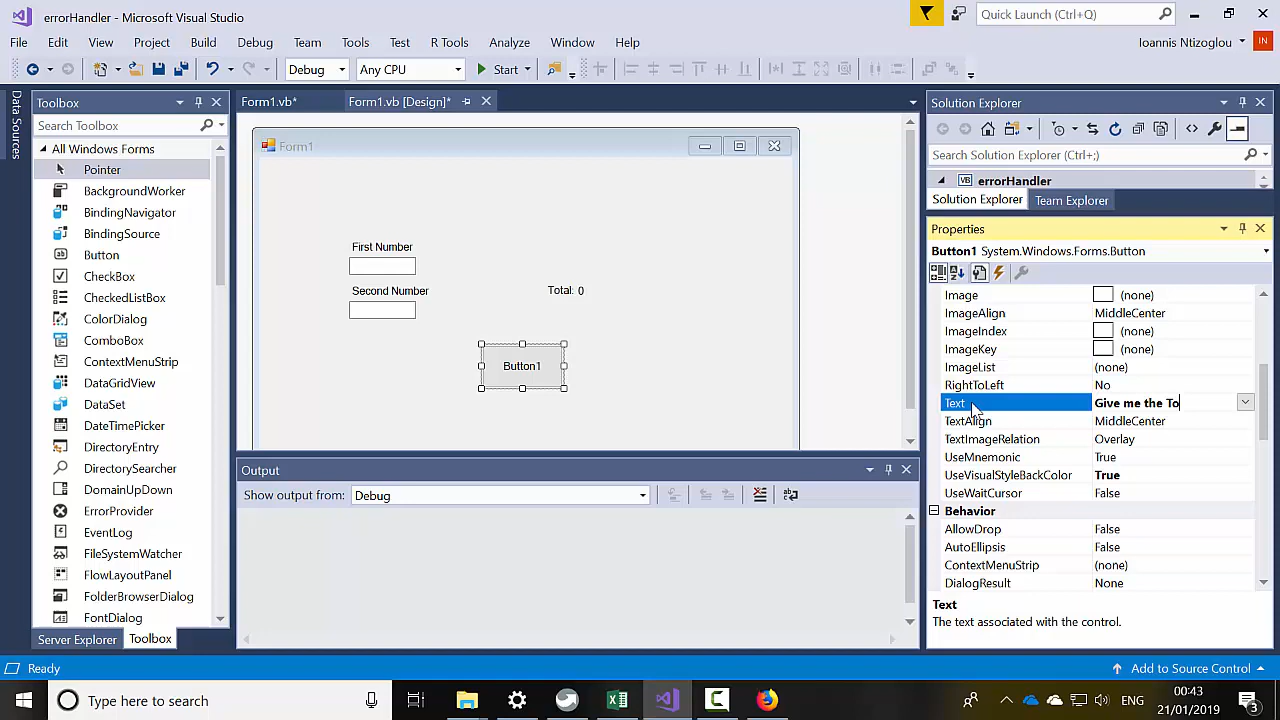 errorHandler - Microsoft Visual Studio
Quick Launch (Ctrl+Q)
File Edit View Project Build Debug Team Tools Test R Tools Analyze Window Help
Ioannis Ntizoglou IN
Debug Any CPU Start
Data Sources
Toolbox
Search Toolbox
All Windows Forms
Pointer
BackgroundWorker
BindingNavigator
BindingSource
Button
CheckBox
CheckedListBox
ColorDialog
ComboBox
ContextMenuStrip
DataGridView
DataSet
DateTimePicker
DirectoryEntry
DirectorySearcher
DomainUpDown
ErrorProvider
EventLog
FileSystemWatcher
FlowLayoutPanel
FolderBrowserDialog
FontDialog
Server Explorer Toolbox
Form1.vb* Form1.vb [Design]*
Form1
First Number
Second Number
Total: 0
Button1
Output
Show output from: Debug
Solution Explorer
Search Solution Explorer (Ctrl+;)
VB errorHandler
Solution Explorer Team Explorer
Properties
Button1 System.Windows.Forms.Button
Image (none)
ImageAlign MiddleCenter
ImageIndex (none)
ImageKey (none)
ImageList (none)
RightToLeft No
Text Give me the To
TextAlign MiddleCenter
TextImageRelation Overlay
UseMnemonic True
UseVisualStyleBackColor True
UseWaitCursor False
Behavior
AllowDrop False
AutoEllipsis False
ContextMenuStrip (none)
DialogResult None
Text
The text associated with the control.
Ready
Add to Source Control
Type here to search
ENG
00:43
21/01/2019
3